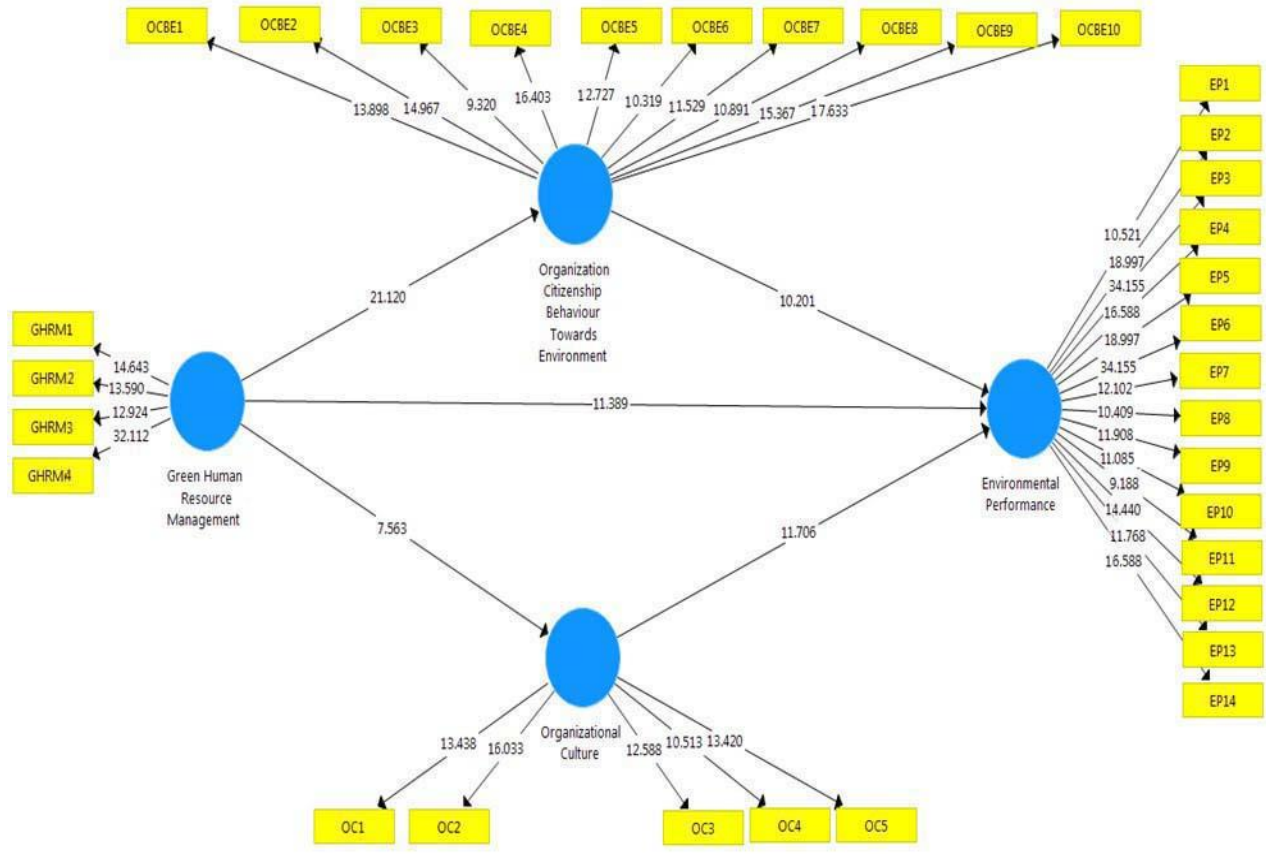 OCBE1
OCBE2
OCBE3
OCBE4
OCBE5
OCBE6
OCBE7
OCBE8
OCBE9
OCBE10
13.898
14.967
9.320
16.403
12.727
10.319
11.529
10.891
15.367
17.633
EP1
EP2
EP3
EP4
EP5
EP6
EP7
EP8
EP9
EP10
EP11
EP12
EP13
EP14
10.521
18.997
34.155
16.588
18.997
34.155
12.102
10.409
11.908
11.085
9.188
14.440
11.768
16.588
Organization
Citizenship
Behaviour
Towards
Environment
21.120
10.201
GHRM1
GHRM2
GHRM3
GHRM4
14.643
13.590
12.924
32.112
11.389
Green Human
Resource
Management
Environmental
Performance
7.563
11.706
Organizational
Culture
13.438
16.033
12.588
10.513
13.420
OC1
OC2
OC3
OC4
OC5